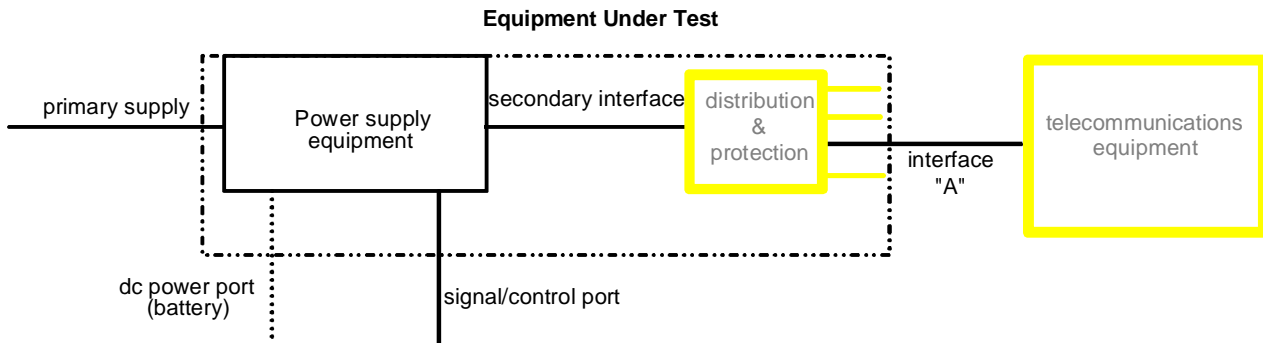 Equipment Under Test
primary supply
Power supply
equipment
secondary interface
distribution
&
protection
interface
"A"
telecommunications
equipment
dc power port
(battery)
signal/control port